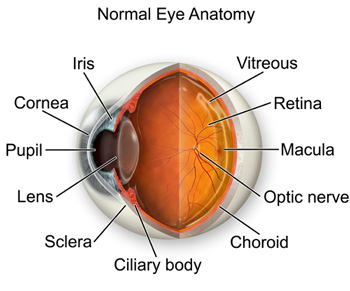 Normal Eye Anatomy
Iris
Vitreous
Cornea
Retina
Pupil
Macula
Lens
Optic nerve
Sclera
Choroid
Ciliary body